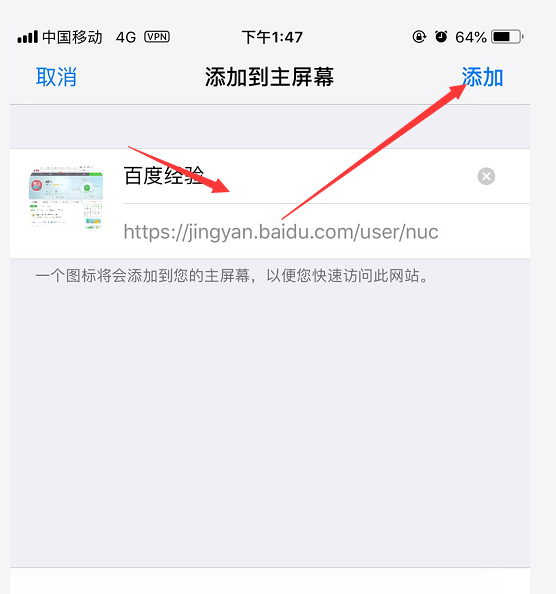 中国移动 4G VPN 下午1:47 64%
取消 添加到主屏幕 添加
百度经验
https://jingyan.baidu.com/user/nuc
一个图标将会添加到您的主屏幕，以便您快速访问此网站。